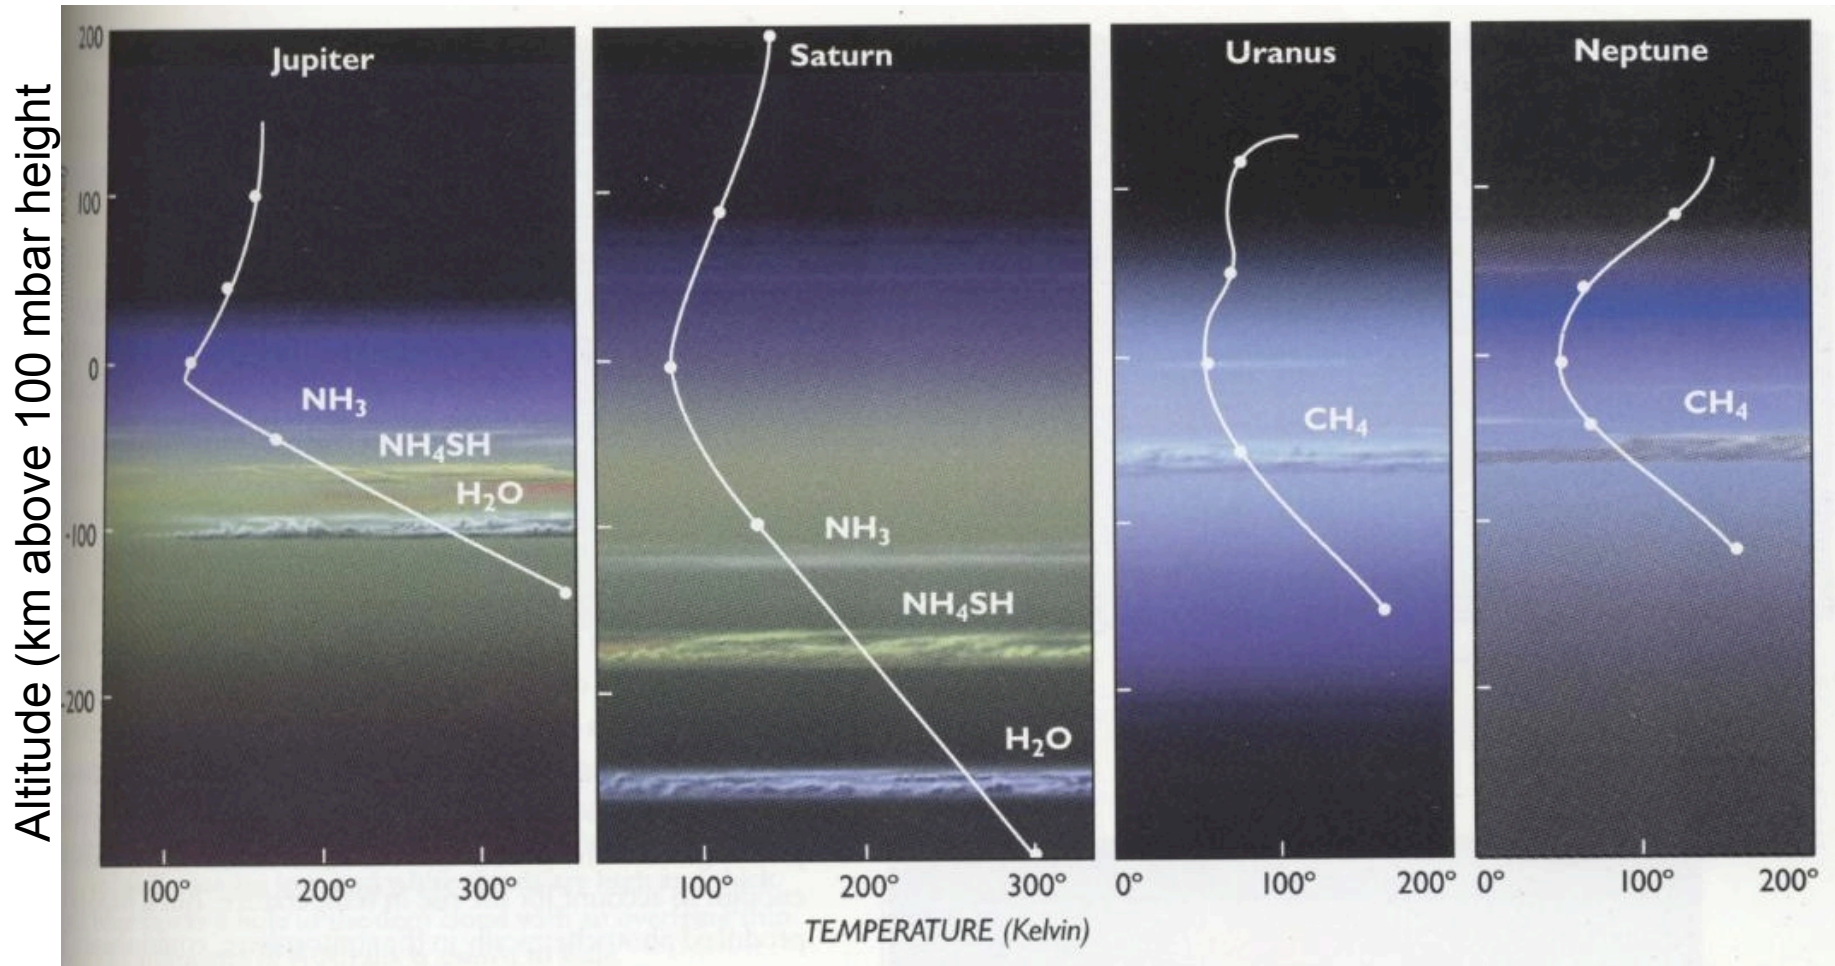 Altitude (km above 100 mbar height
200
100
0
-100
-200
Jupiter
NH₃
NH₄SH
H₂O
100° 200° 300°
Saturn
NH₃
NH₄SH
H₂O
100° 200° 300°
Uranus
CH₄
0° 100° 200°
Neptune
CH₄
0° 100° 200°
TEMPERATURE (Kelvin)